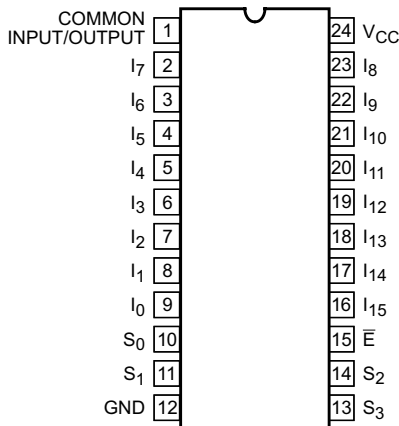 COMMON
INPUT/OUTPUT 1 24 VCC
I7 2 23 I8
I6 3 22 I9
I5 4 21 I10
I4 5 20 I11
I3 6 19 I12
I2 7 18 I13
I1 8 17 I14
I0 9 16 I15
S0 10 15 E̅
S1 11 14 S2
GND 12 13 S3